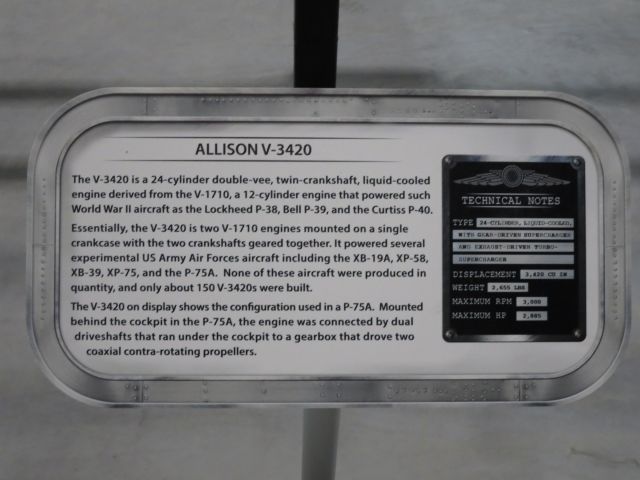 ALLISON V-3420
The V-3420 is a 24-cylinder double-vee, twin-crankshaft, liquid-cooled
engine derived from the V-1710, a 12-cylinder engine that powered such
World War II aircraft as the Lockheed P-38, Bell P-39, and the Curtiss P-40.
Essentially, the V-3420 is two V-1710 engines mounted on a single
crankcase with the two crankshafts geared together. It powered several
experimental US Army Air Forces aircraft including the XB-19A, XP-58,
XB-39, XP-75, and the P-75A. None of these aircraft were produced in
quantity, and only about 150 V-3420s were built.
The V-3420 on display shows the configuration used in a P-75A. Mounted
behind the cockpit in the P-75A, the engine was connected by dual
driveshafts that ran under the cockpit to a gearbox that drove two
coaxial contra-rotating propellers.
TECHNICAL NOTES
TYPE 24-CYLINDER, LIQUID-COOLED,
WITH GEAR-DRIVEN SUPERCHARGER
AND EXHAUST-DRIVEN TURBO-
SUPERCHARGER
DISPLACEMENT 3,420 CU IN
WEIGHT 2,655 LBS
MAXIMUM RPM 3,000
MAXIMUM HP 2,885